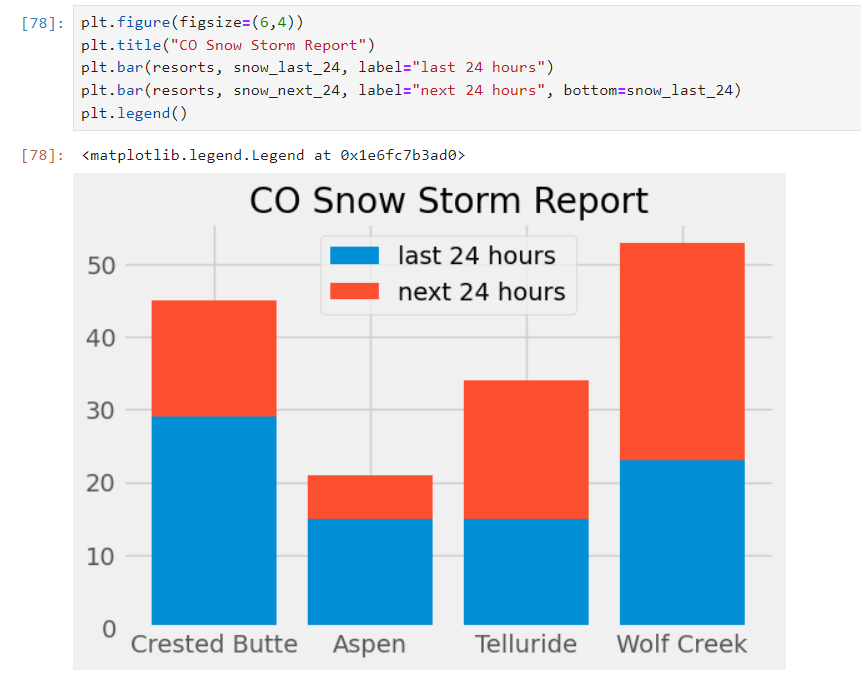 [78]: plt.figure(figsize=(6,4))
plt.title("CO Snow Storm Report")
plt.bar(resorts, snow_last_24, label="last 24 hours")
plt.bar(resorts, snow_next_24, label="next 24 hours", bottom=snow_last_24)
plt.legend()
[78]: <matplotlib.legend.Legend at 0x1e6fc7b3ad0>
CO Snow Storm Report
last 24 hours
next 24 hours
50
40
30
20
10
0
Crested Butte Aspen Telluride Wolf Creek